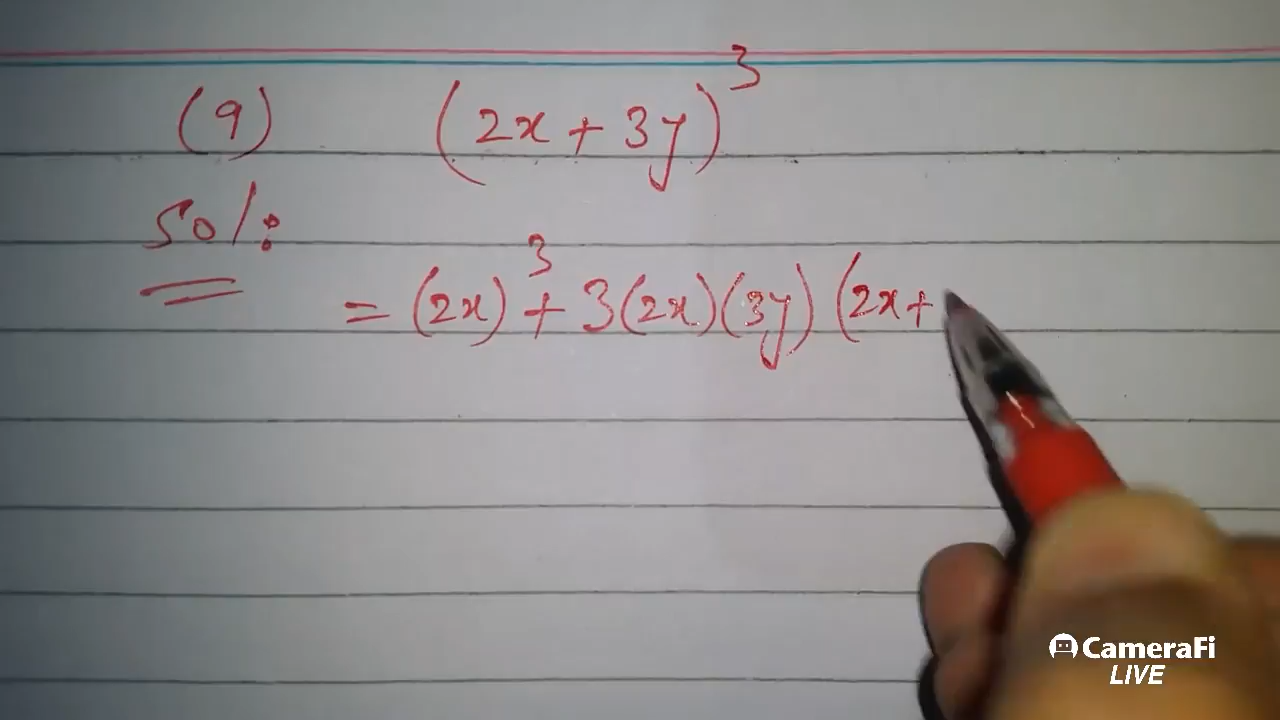 (9) (2x + 3y)³
Sol:
= (2x)³ + 3(2x)(3y) (2x+
CameraFi
LIVE